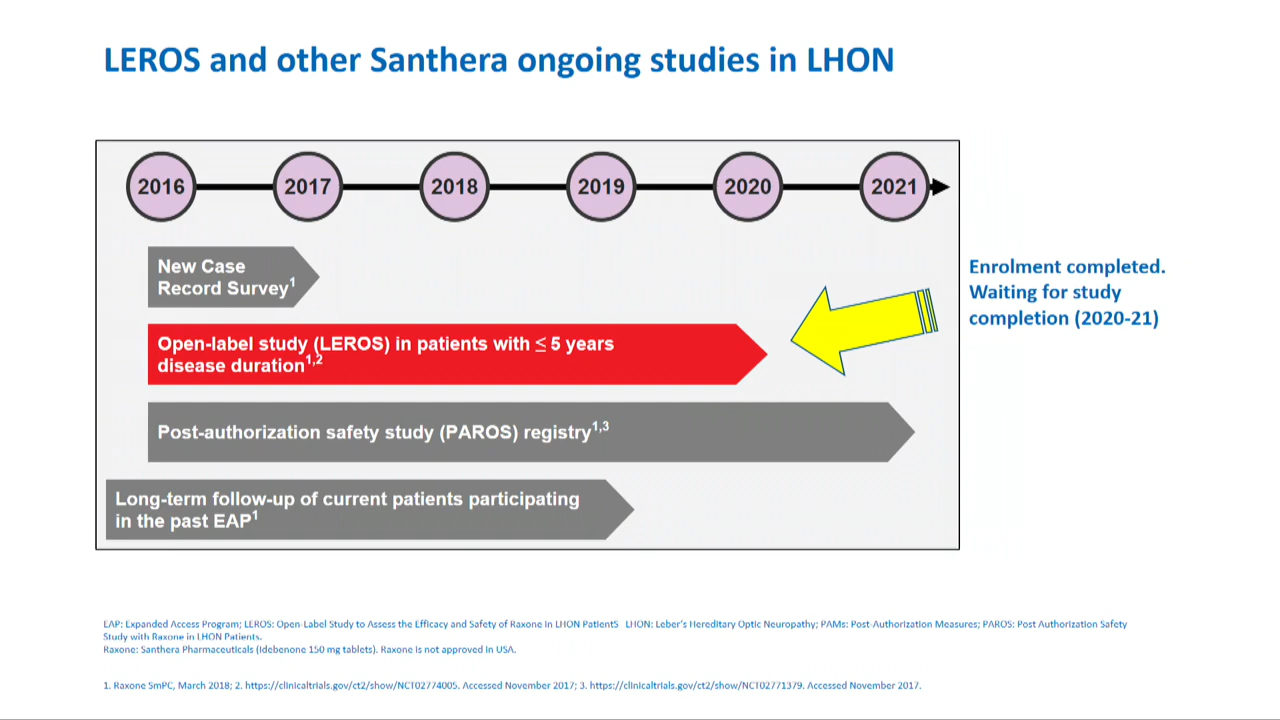 LEROS and other Santhera ongoing studies in LHON
2016 2017 2018 2019 2020 2021
New Case
Record Survey1
Enrolment completed.
Waiting for study
completion (2020-21)
Open-label study (LEROS) in patients with ≤ 5 years
disease duration1,2
Post-authorization safety study (PAROS) registry1,3
Long-term follow-up of current patients participating
in the past EAP1
EAP: Expanded Access Program; LEROS: Open-Label Study to Assess the Efficacy and Safety of Raxone in LHON PatientS LHON: Leber's Hereditary Optic Neuropathy; PAMs: Post-Authorization Measures; PAROS: Post Authorization Safety
Study with Raxone in LHON Patients.
Raxone: Santhera Pharmaceuticals (Idebenone 150 mg tablets). Raxone is not approved in USA.
1. Raxone SmPC, March 2018; 2. https://clinicaltrials.gov/ct2/show/NCT02774005. Accessed November 2017; 3. https://clinicaltrials.gov/ct2/show/NCT02771379. Accessed November 2017.